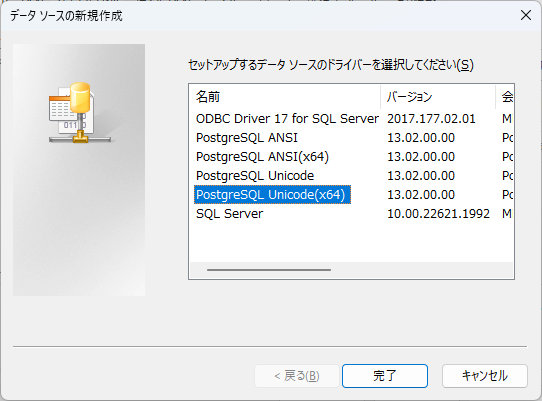 データ ソースの新規作成
セットアップするデータ ソースのドライバーを選択してください(S)
名前 バージョン 会
ODBC Driver 17 for SQL Server 2017.177.02.01 M
PostgreSQL ANSI 13.02.00.00 Po
PostgreSQL ANSI(x64) 13.02.00.00 Po
PostgreSQL Unicode 13.02.00.00 Po
PostgreSQL Unicode(x64) 13.02.00.00 Po
SQL Server 10.00.22621.1992 M
< 戻る(B) 完了 キャンセル